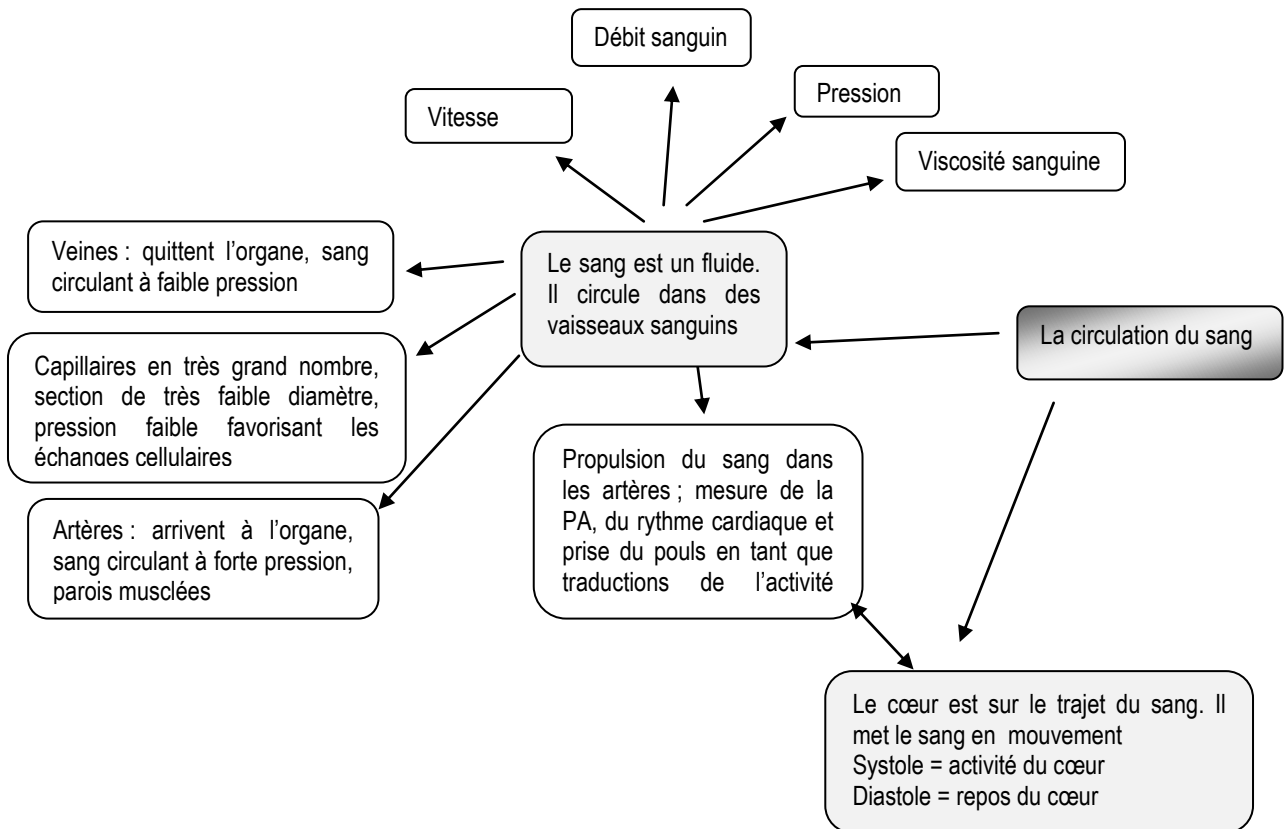 Débit sanguin
Pression
Vitesse
Viscosité sanguine
Veines : quittent l’organe, sang
circulant à faible pression
Le sang est un fluide.
Il circule dans des
vaisseaux sanguins
La circulation du sang
Capillaires en très grand nombre,
section de très faible diamètre,
pression faible favorisant les
échanges cellulaires
Propulsion du sang dans
les artères ; mesure de la
PA, du rythme cardiaque et
prise du pouls en tant que
traductions de l’activité
Artères : arrivent à l’organe,
sang circulant à forte pression,
parois musclées
Le cœur est sur le trajet du sang. Il
met le sang en mouvement
Systole = activité du cœur
Diastole = repos du cœur